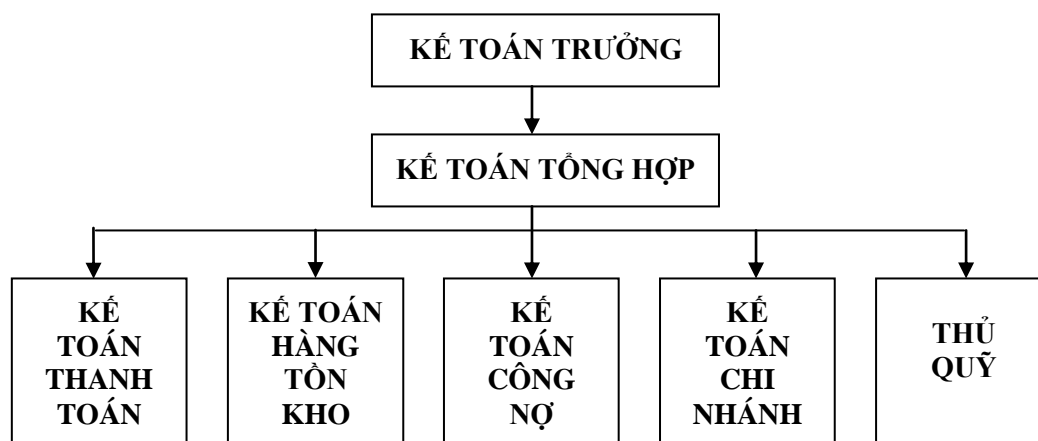 KẾ TOÁN TRƯỞNG
KẾ TOÁN TỔNG HỢP
KẾ
TOÁN
THANH
TOÁN
KẾ TOÁN
HÀNG
TỒN
KHO
KẾ
TOÁN
CÔNG
NỢ
KẾ
TOÁN
CHI
NHÁNH
THỦ
QUỸ